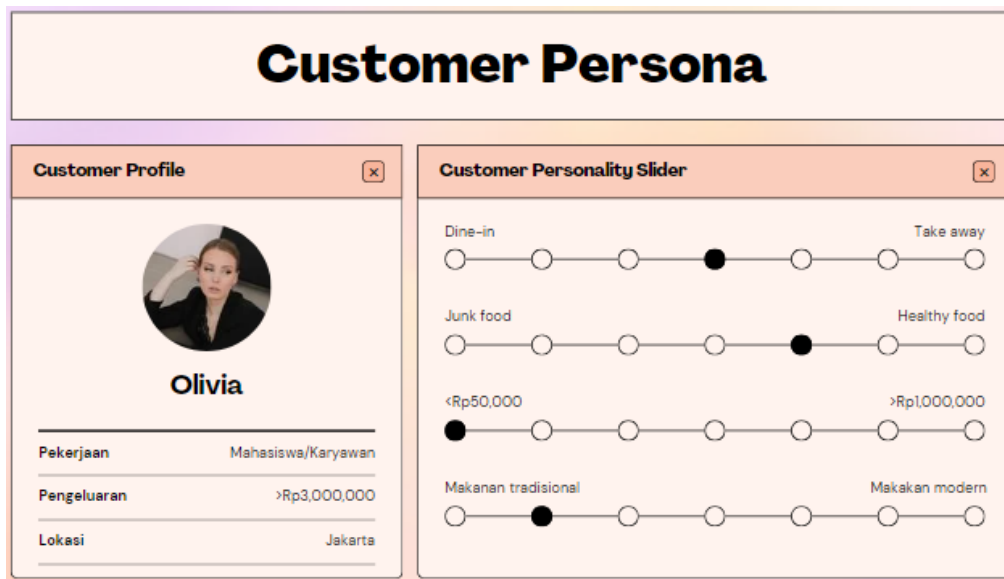 Customer Persona
Customer Profile
Olivia
Pekerjaan Mahasiswa/Karyawan
Pengeluaran >Rp3,000,000
Lokasi Jakarta
Customer Personality Slider
Dine-in Take away
Junk food Healthy food
<Rp50,000 >Rp1,000,000
Makanan tradisional Makakan modern